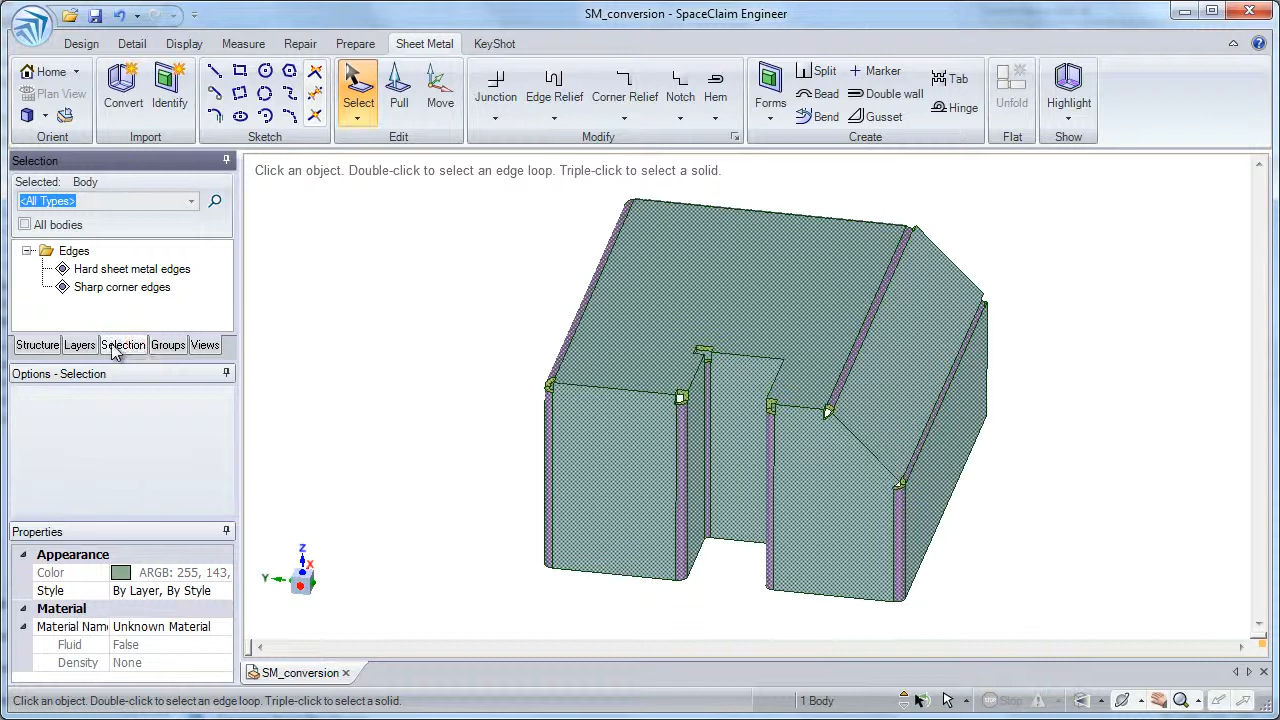 SM_conversion - SpaceClaim Engineer
Design Detail Display Measure Repair Prepare Sheet Metal KeyShot
Home
Plan View
Orient
Convert Identify
Import
Sketch
Select Pull Move
Edit
Junction Edge Relief Corner Relief Notch Hem
Modify
Forms
Split
Bead
Bend
Marker
Double wall
Gusset
Tab
Hinge
Create
Unfold
Flat
Highlight
Show
Selection
Selected: Body
<All Types>
All bodies
Edges
Hard sheet metal edges
Sharp corner edges
Structure Layers Selection Groups Views
Options - Selection
Properties
Appearance
Color ARGB: 255, 143,
Style By Layer, By Style
Material
Material Name Unknown Material
Fluid False
Density None
Click an object. Double-click to select an edge loop. Triple-click to select a solid.
Z
X
Y
SM_conversion
Click an object. Double-click to select an edge loop. Triple-click to select a solid.
1 Body
Stop